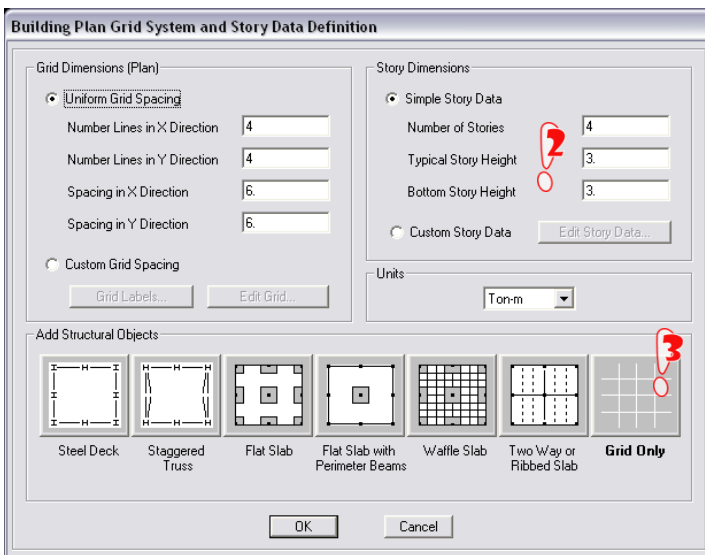 Building Plan Grid System and Story Data Definition
Grid Dimensions (Plan)
Uniform Grid Spacing
Number Lines in X Direction 4
Number Lines in Y Direction 4
Spacing in X Direction 6.
Spacing in Y Direction 6.
Custom Grid Spacing
Grid Labels... Edit Grid...
Story Dimensions
Simple Story Data
Number of Stories 4
Typical Story Height 3.
Bottom Story Height 3.
2
Custom Story Data Edit Story Data...
Units
Ton-m
Add Structural Objects
3
Steel Deck
Staggered
Truss
Flat Slab
Flat Slab with
Perimeter Beams
Waffle Slab
Two Way or
Ribbed Slab
Grid Only
OK Cancel